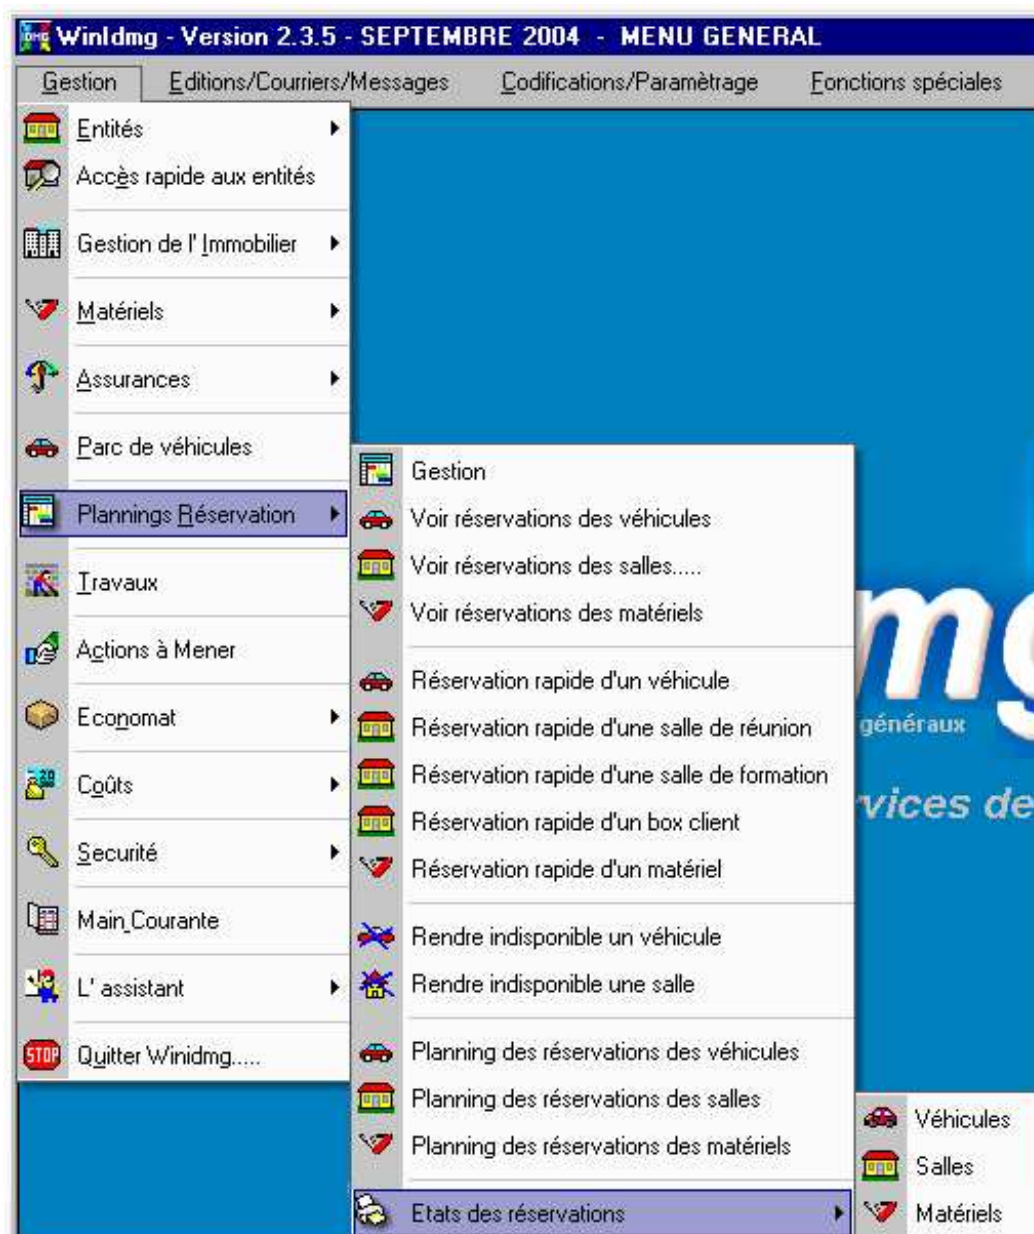 WinIdmg - Version 2.3.5 - SEPTEMBRE 2004 - MENU GENERAL
Gestion Editions/Courriers/Messages Codifications/Paramètrage Fonctions spéciales
Entités
Accès rapide aux entités
Gestion de l' Immobilier
Matériels
Assurances
Parc de véhicules
Plannings Réservation
Travaux
Actions à Mener
Economat
Coûts
Securité
Main Courante
L' assistant
STOP Quitter Winidmg.....
Gestion
Voir réservations des véhicules
Voir réservations des salles.....
Voir réservations des matériels
Réservation rapide d'un véhicule
Réservation rapide d'une salle de réunion
Réservation rapide d'une salle de formation
Réservation rapide d'un box client
Réservation rapide d'un matériel
Rendre indisponible un véhicule
Rendre indisponible une salle
Planning des réservations des véhicules
Planning des réservations des salles
Planning des réservations des matériels
Etats des réservations
Véhicules
Salles
Matériels
mg
généraux
vices de